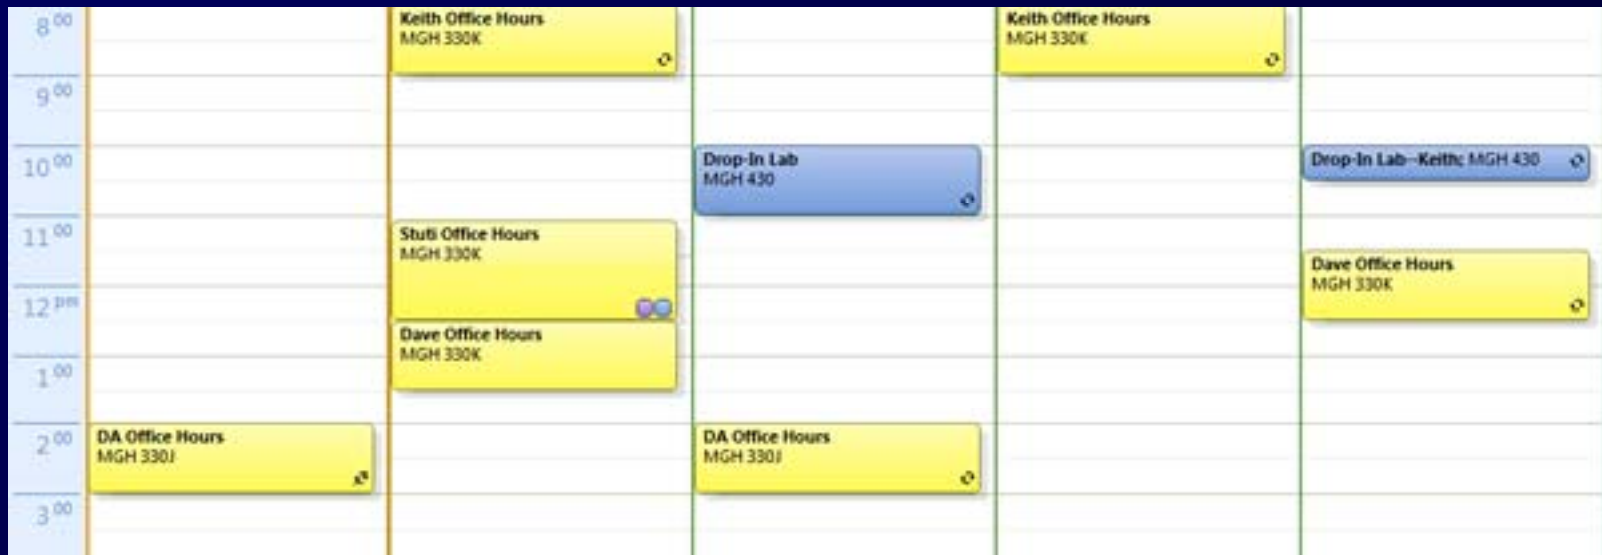 8 00
9 00
10 00
11 00
12 pm
1 00
2 00
3 00
DA Office Hours
MGH 330J
Keith Office Hours
MGH 330K
Stuti Office Hours
MGH 330K
Dave Office Hours
MGH 330K
Drop-In Lab
MGH 430
DA Office Hours
MGH 330J
Keith Office Hours
MGH 330K
Drop-In Lab--Keith; MGH 430
Dave Office Hours
MGH 330K